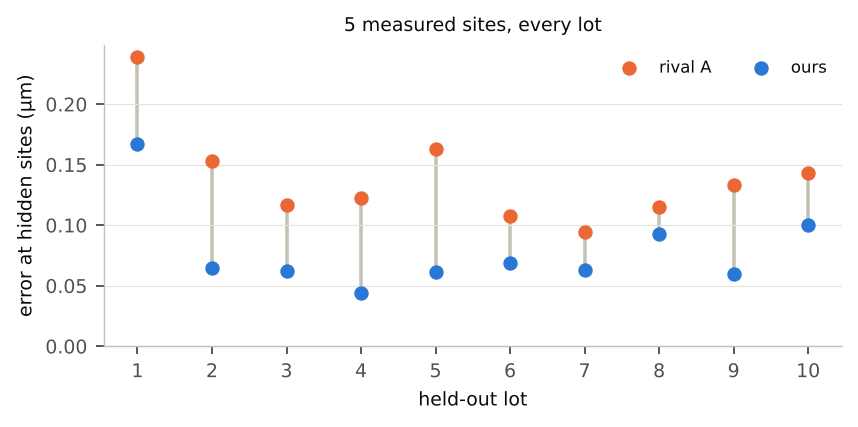 5 measured sites, every lot
rival A
ours
error at hidden sites (μm)
0.20
0.15
0.10
0.05
0.00
1 2 3 4 5 6 7 8 9 10
held-out lot